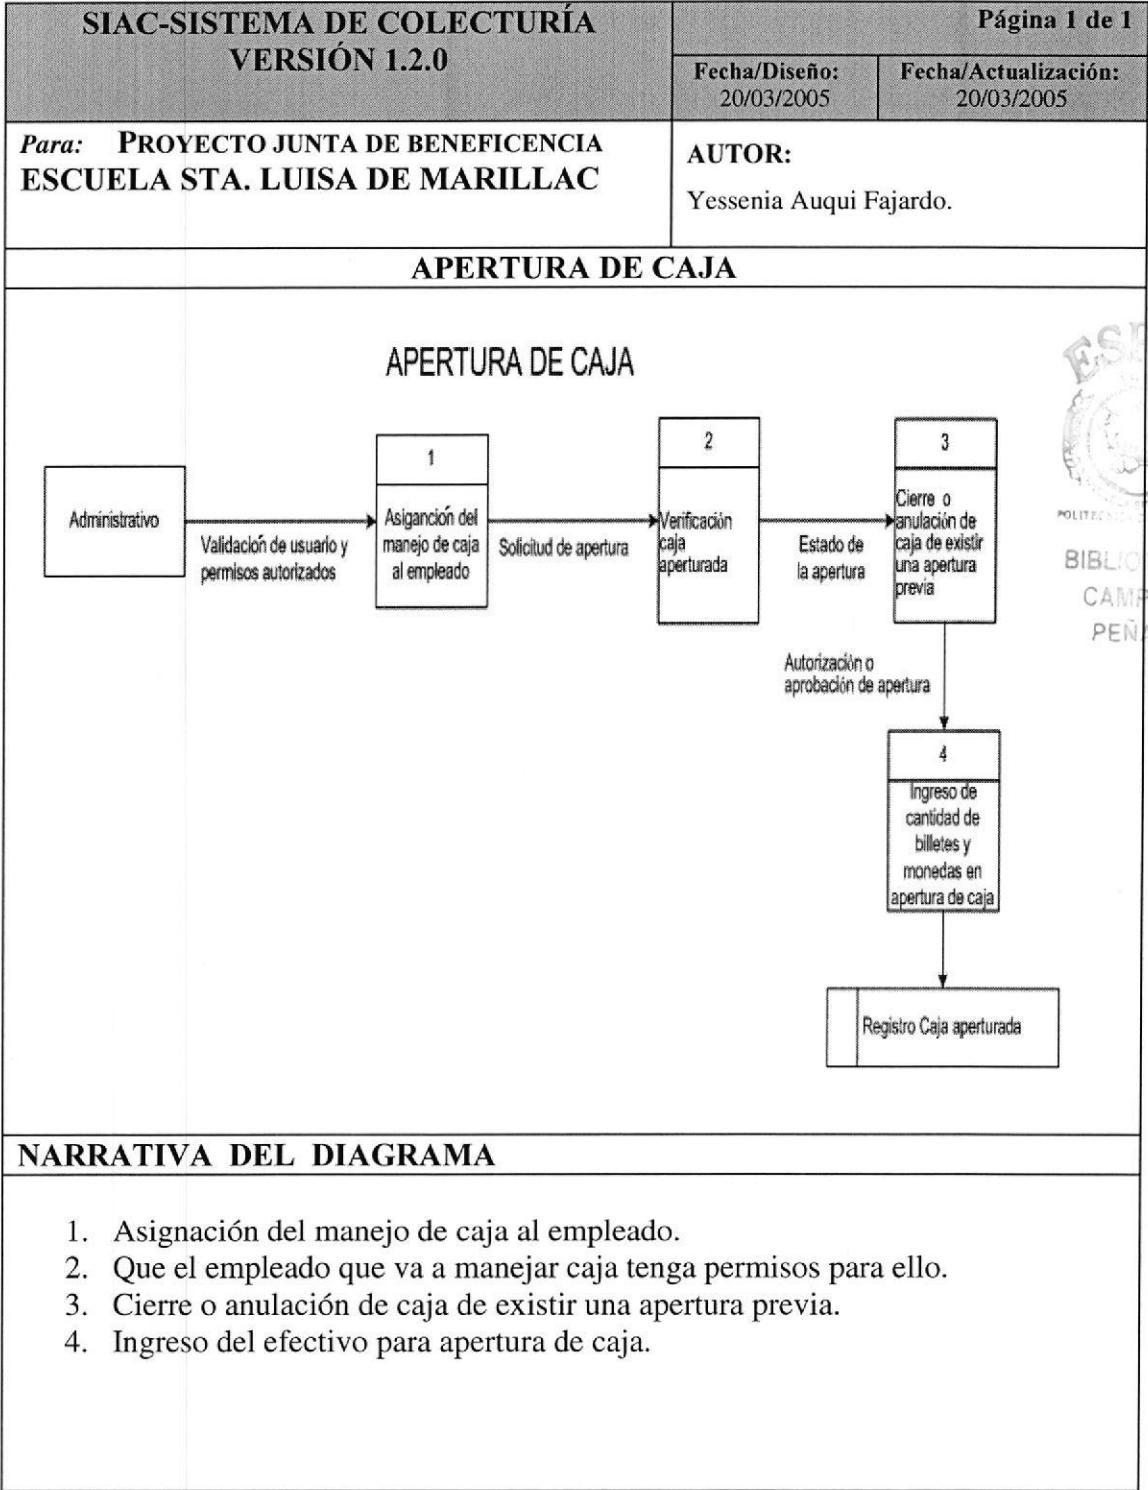 SIAC-SISTEMA DE COLECTURÍA
VERSIÓN 1.2.0
Página 1 de 1
Fecha/Diseño:
20/03/2005
Fecha/Actualización:
20/03/2005
Para: PROYECTO JUNTA DE BENEFICENCIA
ESCUELA STA. LUISA DE MARILLAC
AUTOR:
Yessenia Auqui Fajardo.
APERTURA DE CAJA
APERTURA DE CAJA
Administrativo
Validación de usuario y
permisos autorizados
1
Asiganción del
manejo de caja
al empleado
Solicitud de apertura
2
Verificación
caja
aperturada
Estado de
la apertura
3
Cierre o
anulación de
caja de existir
una apertura
previa
Autorización o
aprobación de apertura
4
Ingreso de
cantidad de
billetes y
monedas en
apertura de caja
Registro Caja aperturada
NARRATIVA DEL DIAGRAMA
1. Asignación del manejo de caja al empleado.
2. Que el empleado que va a manejar caja tenga permisos para ello.
3. Cierre o anulación de caja de existir una apertura previa.
4. Ingreso del efectivo para apertura de caja.